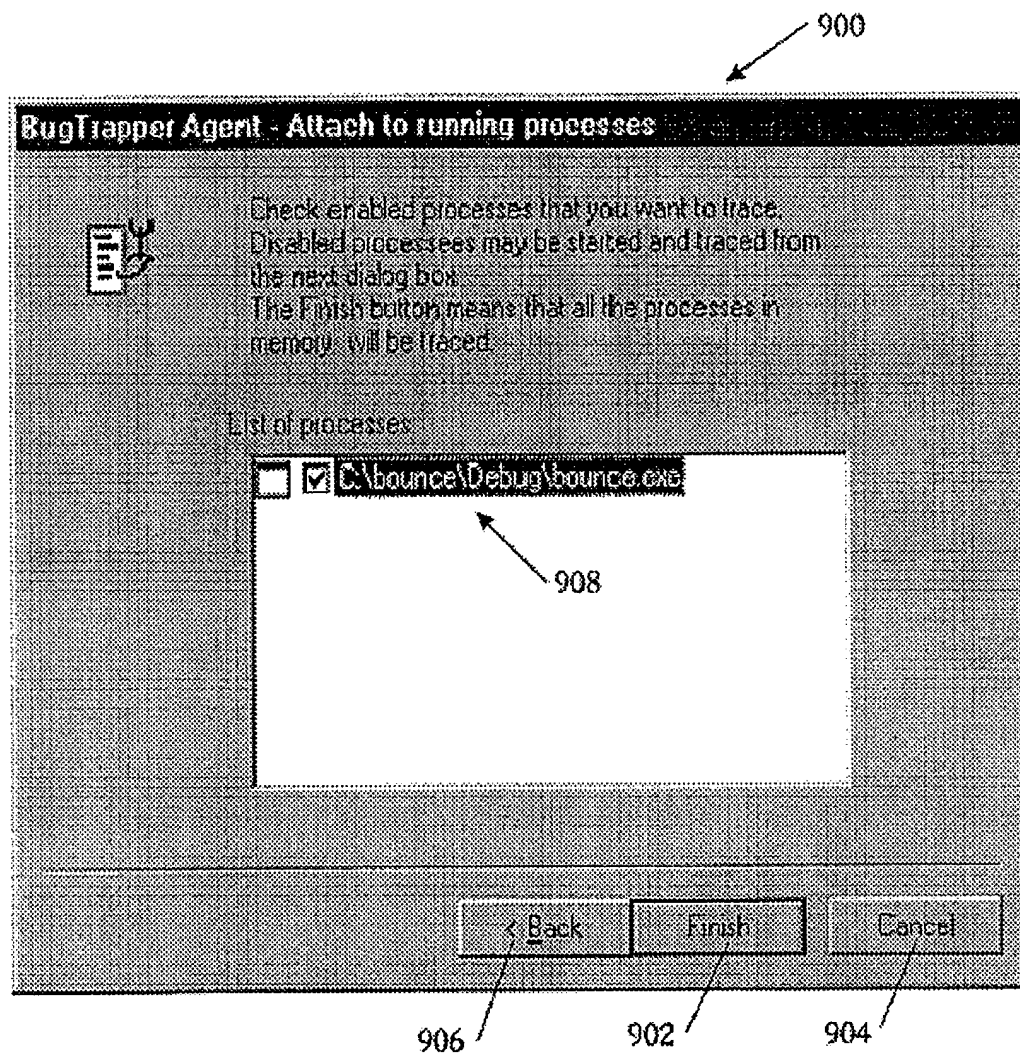 900
BugTrapper Agent - Attach to running processes
Check enabled processes that you want to trace.
Disabled processeas may be started and traced from
the next dialog box
The Finish button means that all the processes in
memory will be traced.
List of processes:
C:\bounce\Debug\bounce.exe
908
< Back
Finish
Cancel
906
902
904